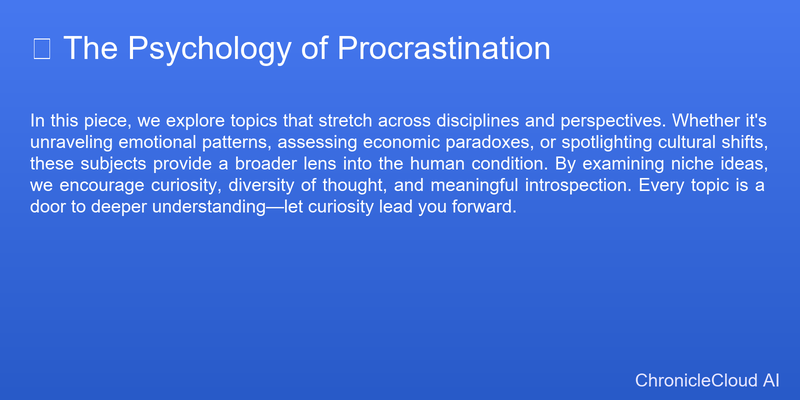 The Psychology of Procrastination
In this piece, we explore topics that stretch across disciplines and perspectives. Whether it's
unraveling emotional patterns, assessing economic paradoxes, or spotlighting cultural shifts,
these subjects provide a broader lens into the human condition. By examining niche ideas,
we encourage curiosity, diversity of thought, and meaningful introspection. Every topic is a
door to deeper understanding—let curiosity lead you forward.
ChronicleCloud AI